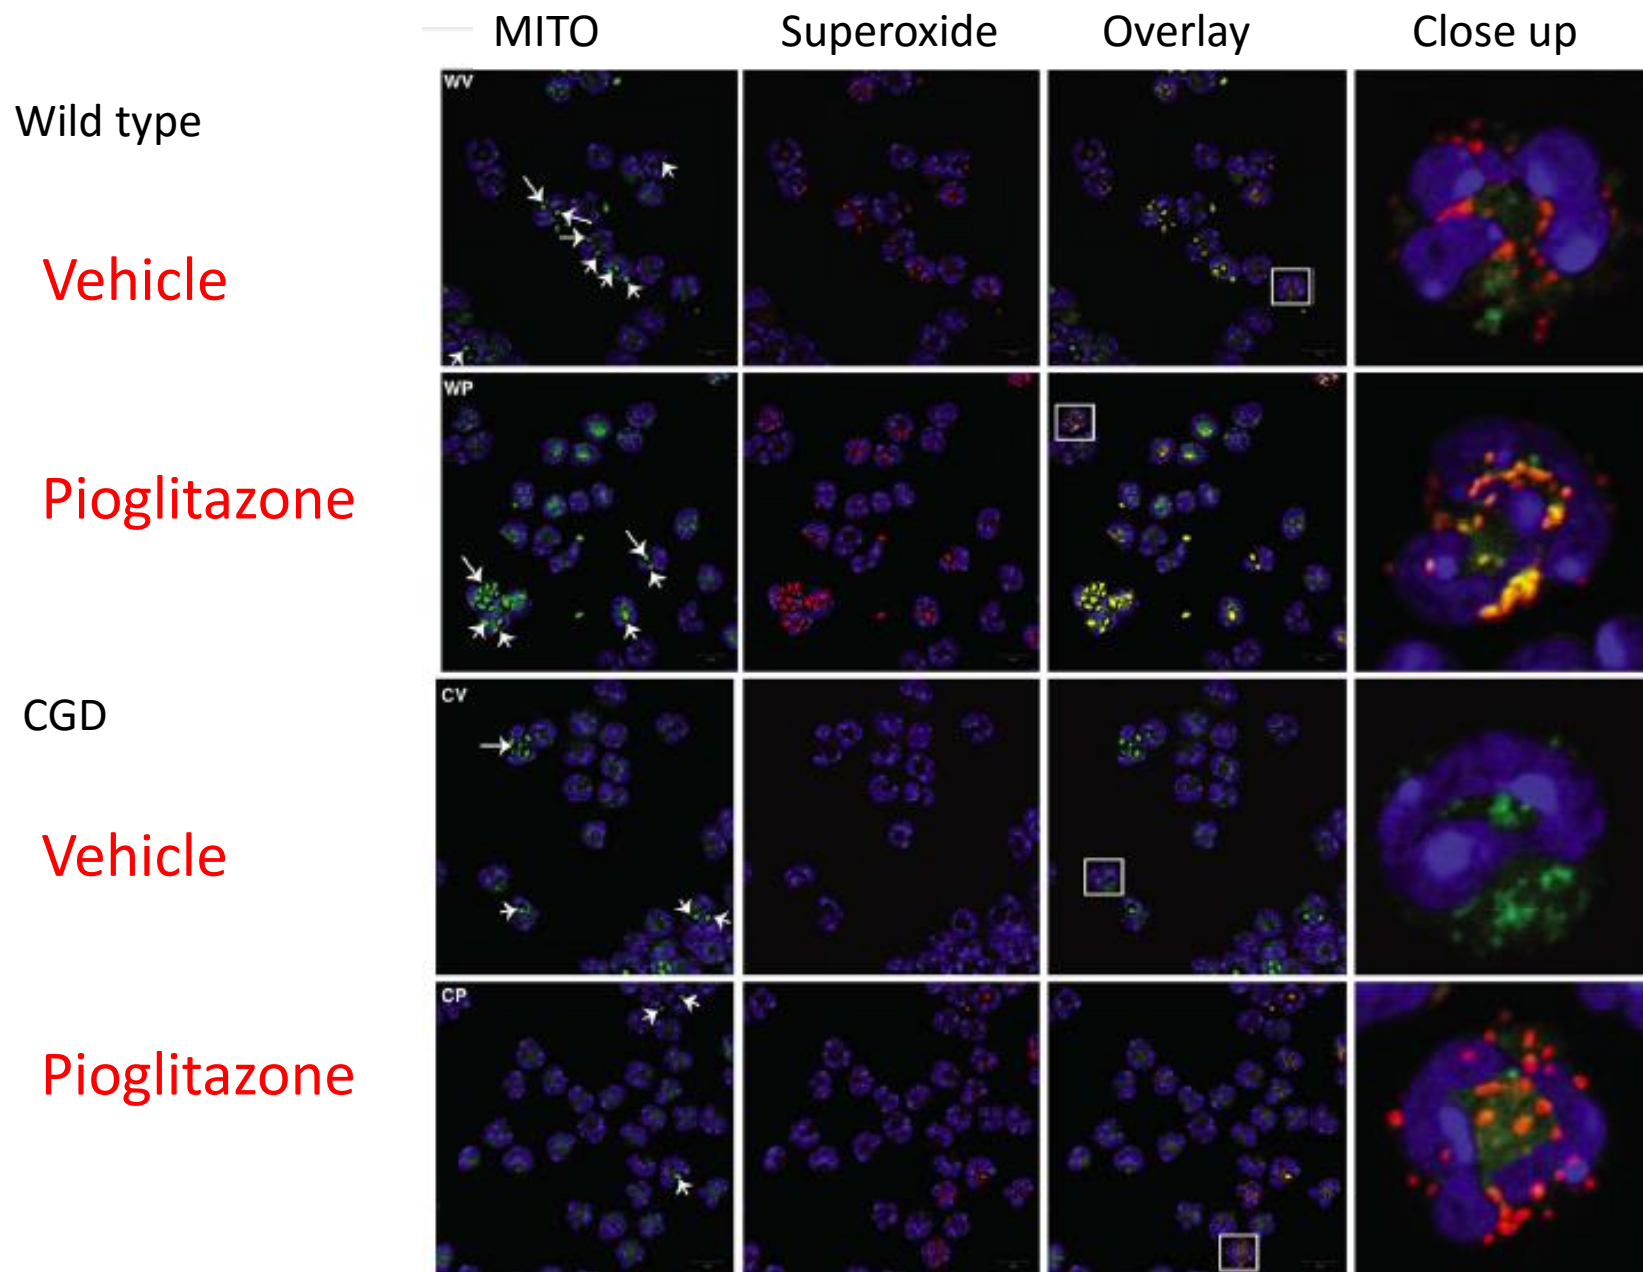 MITO Superoxide Overlay Close up
Wild type
WV
Vehicle
WP
Pioglitazone
CGD
CV
Vehicle
CP
Pioglitazone